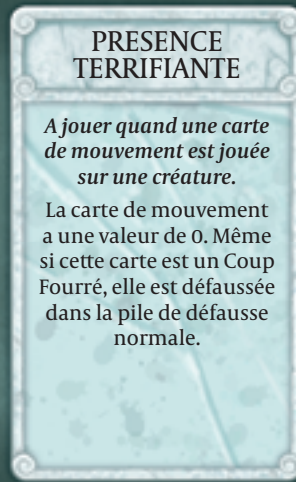 PRESENCE
TERRIFIANTE
A jouer quand une carte
de mouvement est jouée
sur une créature.
La carte de mouvement
a une valeur de 0. Même
si cette carte est un Coup
Fourré, elle est défaussée
dans la pile de défausse
normale.